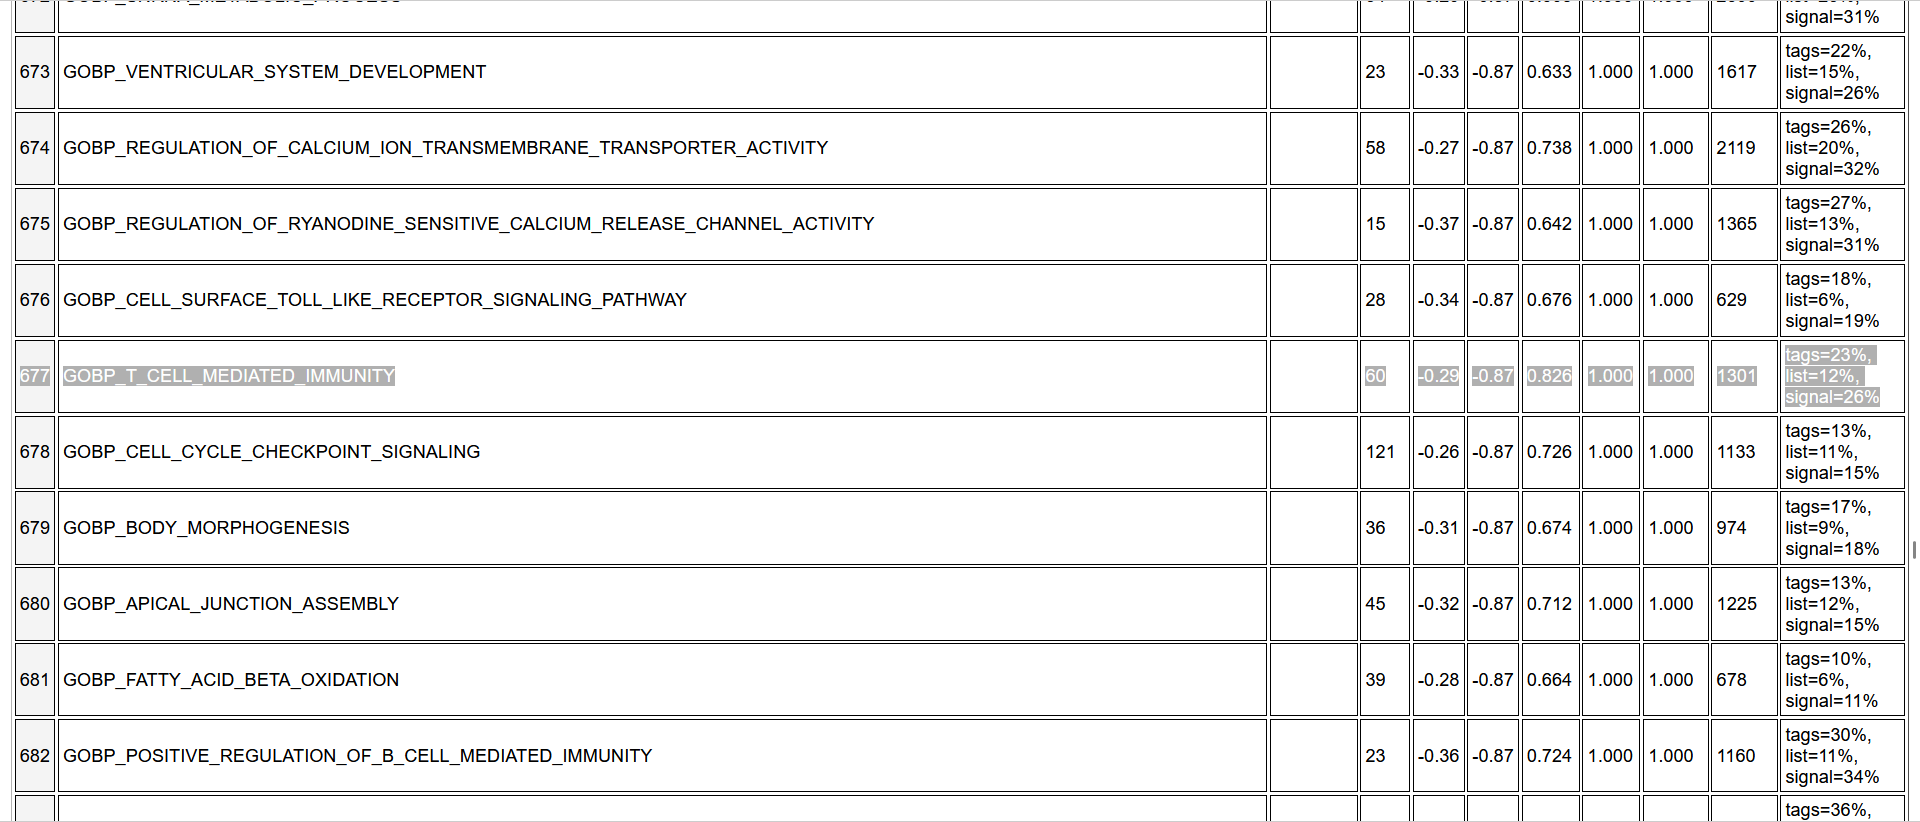 signal=31%
673 GOBP_VENTRICULAR_SYSTEM_DEVELOPMENT 23 -0.33 -0.87 0.633 1.000 1.000 1617 tags=22%,
list=15%,
signal=26%
674 GOBP_REGULATION_OF_CALCIUM_ION_TRANSMEMBRANE_TRANSPORTER_ACTIVITY 58 -0.27 -0.87 0.738 1.000 1.000 2119 tags=26%,
list=20%,
signal=32%
675 GOBP_REGULATION_OF_RYANODINE_SENSITIVE_CALCIUM_RELEASE_CHANNEL_ACTIVITY 15 -0.37 -0.87 0.642 1.000 1.000 1365 tags=27%,
list=13%,
signal=31%
676 GOBP_CELL_SURFACE_TOLL_LIKE_RECEPTOR_SIGNALING_PATHWAY 28 -0.34 -0.87 0.676 1.000 1.000 629 tags=18%,
list=6%,
signal=19%
677 GOBP_T_CELL_MEDIATED_IMMUNITY 60 -0.29 -0.87 0.826 1.000 1.000 1301 tags=23%,
list=12%,
signal=26%
678 GOBP_CELL_CYCLE_CHECKPOINT_SIGNALING 121 -0.26 -0.87 0.726 1.000 1.000 1133 tags=13%,
list=11%,
signal=15%
679 GOBP_BODY_MORPHOGENESIS 36 -0.31 -0.87 0.674 1.000 1.000 974 tags=17%,
list=9%,
signal=18%
680 GOBP_APICAL_JUNCTION_ASSEMBLY 45 -0.32 -0.87 0.712 1.000 1.000 1225 tags=13%,
list=12%,
signal=15%
681 GOBP_FATTY_ACID_BETA_OXIDATION 39 -0.28 -0.87 0.664 1.000 1.000 678 tags=10%,
list=6%,
signal=11%
682 GOBP_POSITIVE_REGULATION_OF_B_CELL_MEDIATED_IMMUNITY 23 -0.36 -0.87 0.724 1.000 1.000 1160 tags=30%,
list=11%,
signal=34%
tags=36%,